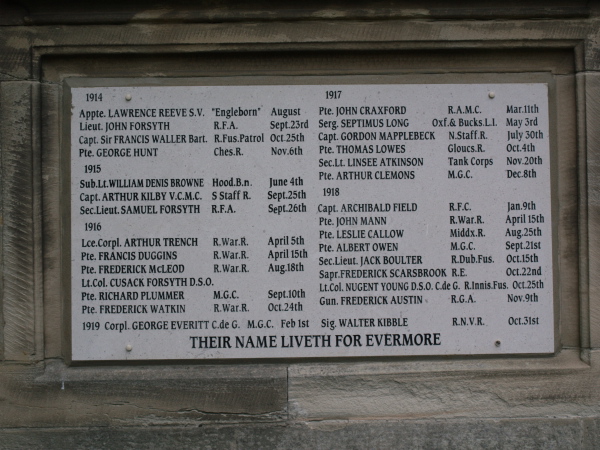 1914
Appte. LAWRENCE REEVE S.V. "Engleborn" August
Lieut. JOHN FORSYTH R.F.A. Sept.23rd
Capt. Sir FRANCIS WALLER Bart. R.Fus.Patrol Oct.25th
Pte. GEORGE HUNT Ches.R. Nov.6th
1915
Sub.Lt.WILLIAM DENIS BROWNE Hood.B.n. June 4th
Capt. ARTHUR KILBY V.C.M.C. S Staff R. Sept.25th
Sec.Lieut. SAMUEL FORSYTH R.F.A. Sept.26th
1916
Lce.Corpl. ARTHUR TRENCH R.War.R. April 5th
Pte. FRANCIS DUGGINS R.War.R. April 15th
Pte. FREDERICK McLEOD R.War.R. Aug.18th
Lt.Col. CUSACK FORSYTH D.S.O.
Pte. RICHARD PLUMMER M.G.C. Sept.10th
Pte. FREDERICK WATKIN R.War.R. Oct.24th
1919 Corpl. GEORGE EVERITT C.de G. M.G.C. Feb 1st
1917
Pte. JOHN CRAXFORD R.A.M.C. Mar.11th
Serg. SEPTIMUS LONG Oxf.& Bucks.L.I. May 3rd
Capt. GORDON MAPPLEBECK N.Staff.R. July 30th
Pte. THOMAS LOWES Gloucs.R. Oct.4th
Sec.Lt. LINSEE ATKINSON Tank Corps Nov.20th
Pte. ARTHUR CLEMONS M.G.C. Dec.8th
1918
Capt. ARCHIBALD FIELD R.F.C. Jan.9th
Pte. JOHN MANN R.War.R. April 15th
Pte. LESLIE CALLOW Middx.R. Aug.25th
Pte. ALBERT OWEN M.G.C. Sept.21st
Sec.Lieut. JACK BOULTER R.Dub.Fus. Oct.15th
Sapr.FREDERICK SCARSBROOK R.E. Oct.22nd
Lt.Col. NUGENT YOUNG D.S.O. C.de G. R.Innis.Fus. Oct.25th
Gun. FREDERICK AUSTIN R.G.A. Nov.9th
Sig. WALTER KIBBLE R.N.V.R. Oct.31st
THEIR NAME LIVETH FOR EVERMORE